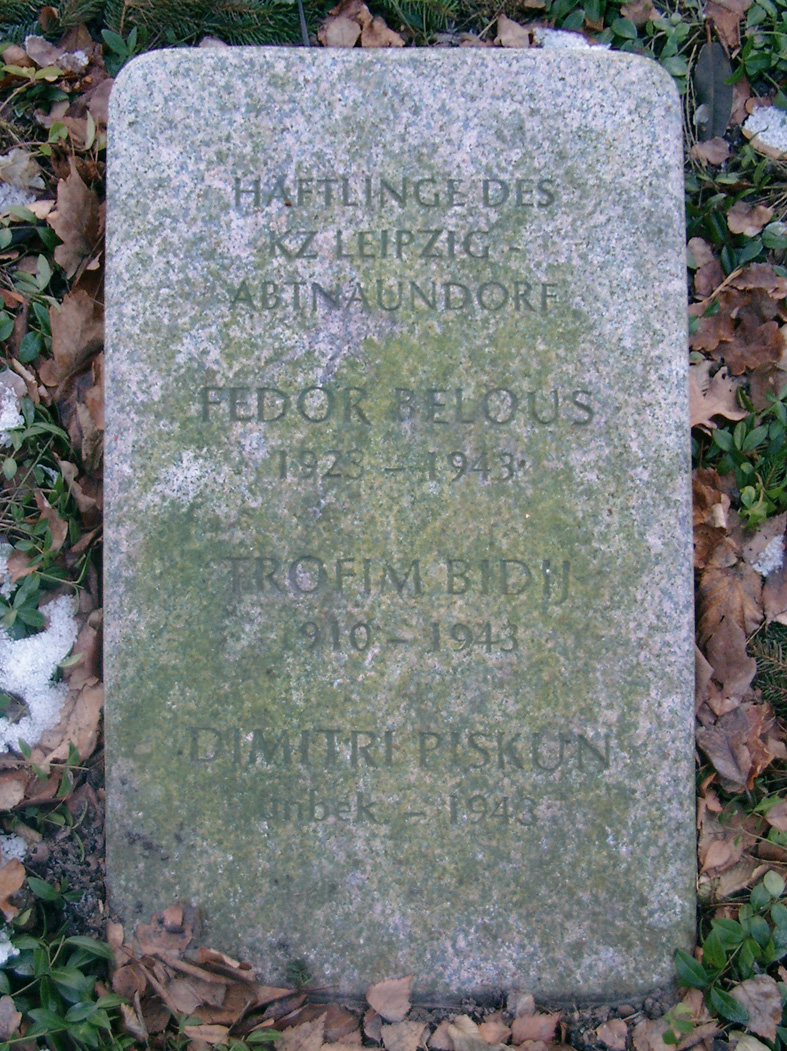 HÄFTLINGE DES
KZ LEIPZIG -
ABTNAUNDORF
FEDOR BELOUS
1923 – 1943
TROFIM BIDIJ
1910 – 1943
DIMITRI PISKUN
unbek – 1943